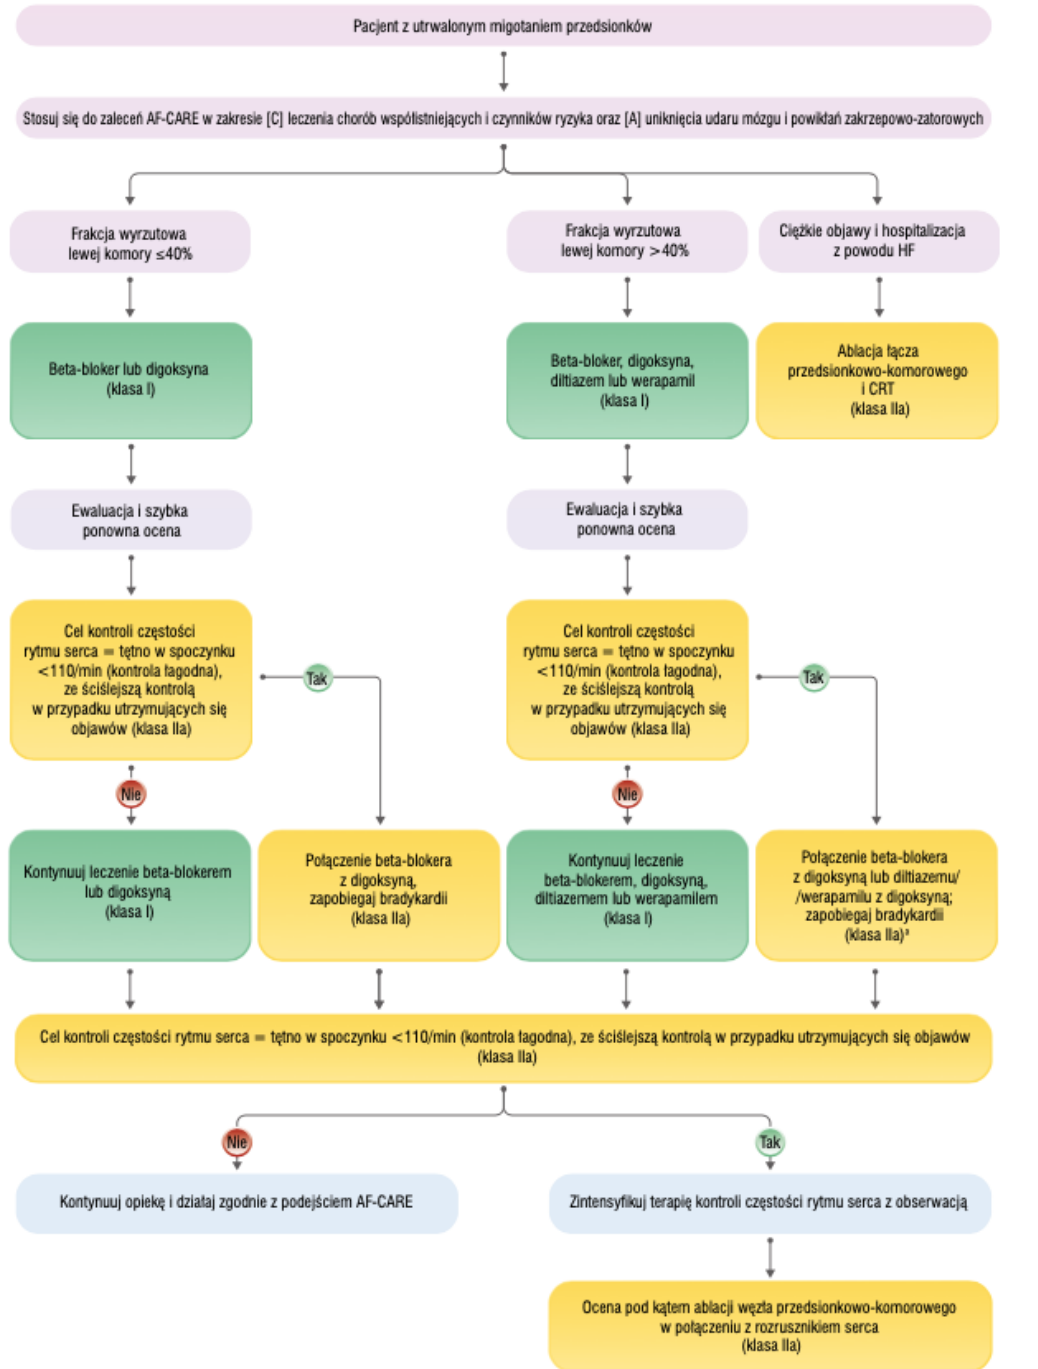 Pacjent z utrwalonym migotaniem przedsionków
Stosuj się do zaleceń AF-CARE w zakresie [C] leczenia chorób współistniejących i czynników ryzyka oraz [A] uniknięcia udaru mózgu i powikłań zakrzepowo-zatorowych
Frakcja wyrzutowa
lewej komory ≤40%
Frakcja wyrzutowa
lewej komory >40%
Ciężkie objawy i hospitalizacja
z powodu HF
Beta-bloker lub digoksyna
(klasa I)
Beta-bloker, digoksyna,
diltiazem lub werapamil
(klasa I)
Ablacja łącza
przedsionkowo-komorowego
i CRT
(klasa IIa)
Ewaluacja i szybka
ponowna ocena
Ewaluacja i szybka
ponowna ocena
Cel kontroli częstości
rytmu serca = tętno w spoczynku
<110/min (kontrola łagodna),
ze ściślejszą kontrolą
w przypadku utrzymujących się
objawów (klasa IIa)
Tak
Cel kontroli częstości
rytmu serca = tętno w spoczynku
<110/min (kontrola łagodna),
ze ściślejszą kontrolą
w przypadku utrzymujących się
objawów (klasa IIa)
Tak
Nie
Nie
Kontynuuj leczenie beta-blokerem
lub digoksyną
(klasa I)
Połączenie beta-blokera
z digoksyną,
zapobiegaj bradykardii
(klasa IIa)
Kontynuuj leczenie
beta-blokerem, digoksyną,
diltiazemem lub werapamilem
(klasa I)
Połączenie beta-blokera
z digoksyną lub diltiazemu/
/werapamilu z digoksyną;
zapobiegaj bradykardii
(klasa IIa)ᵃ
Cel kontroli częstości rytmu serca = tętno w spoczynku <110/min (kontrola łagodna), ze ściślejszą kontrolą w przypadku utrzymujących się objawów
(klasa IIa)
Nie
Tak
Kontynuuj opiekę i działaj zgodnie z podejściem AF-CARE
Zintensyfikuj terapię kontroli częstości rytmu serca z obserwacją
Ocena pod kątem ablacji węzła przedsionkowo-komorowego
w połączeniu z rozrusznikiem serca
(klasa IIa)